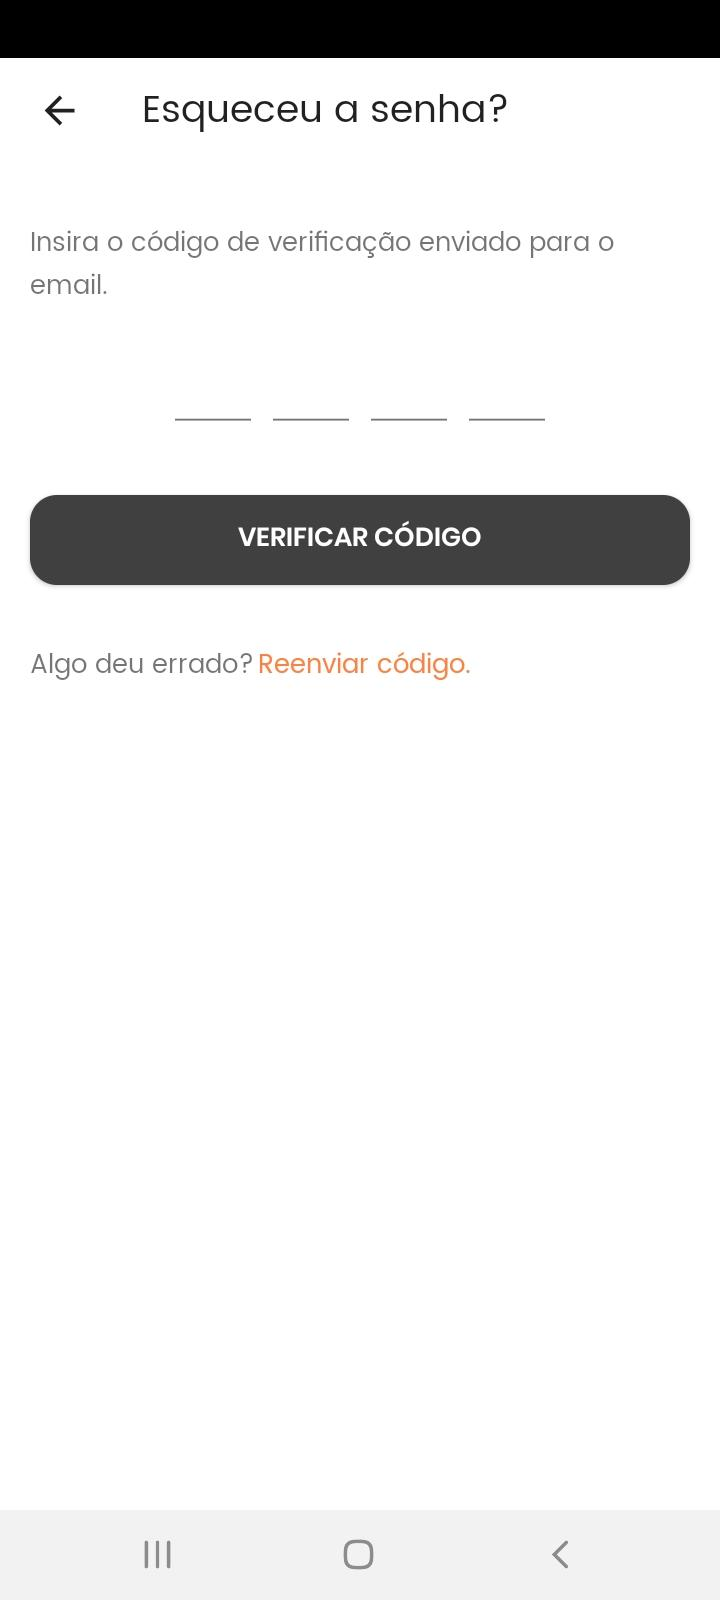 Esqueceu a senha?
Insira o código de verificação enviado para o
email.
VERIFICAR CÓDIGO
Algo deu errado? Reenviar código.